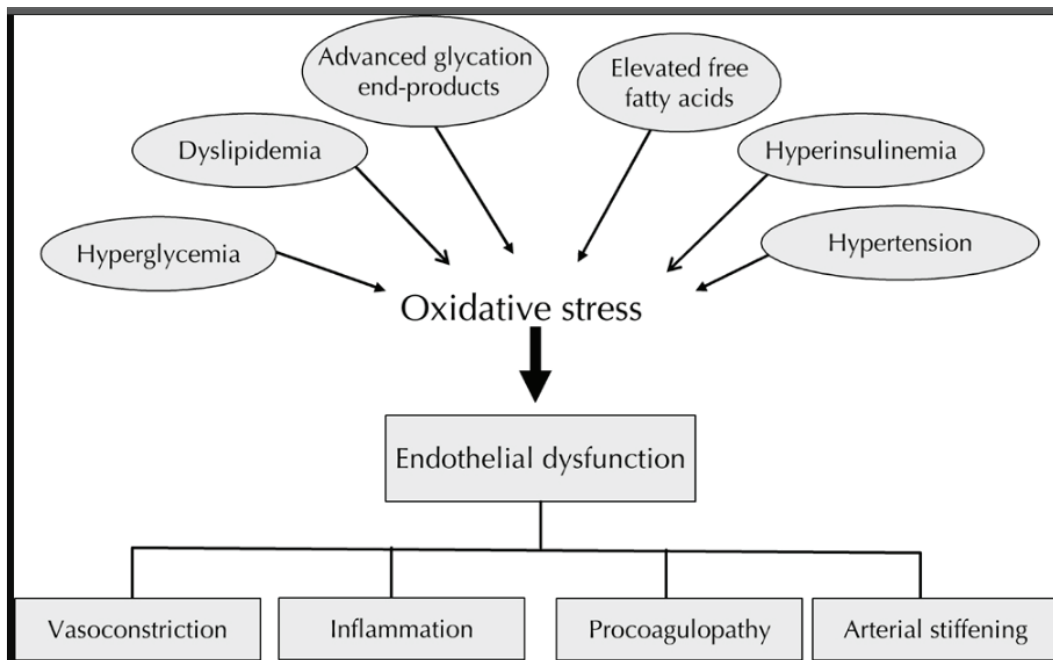 Advanced glycation
end-products
Elevated free
fatty acids
Dyslipidemia
Hyperinsulinemia
Hyperglycemia
Hypertension
Oxidative stress
Endothelial dysfunction
Vasoconstriction
Inflammation
Procoagulopathy
Arterial stiffening